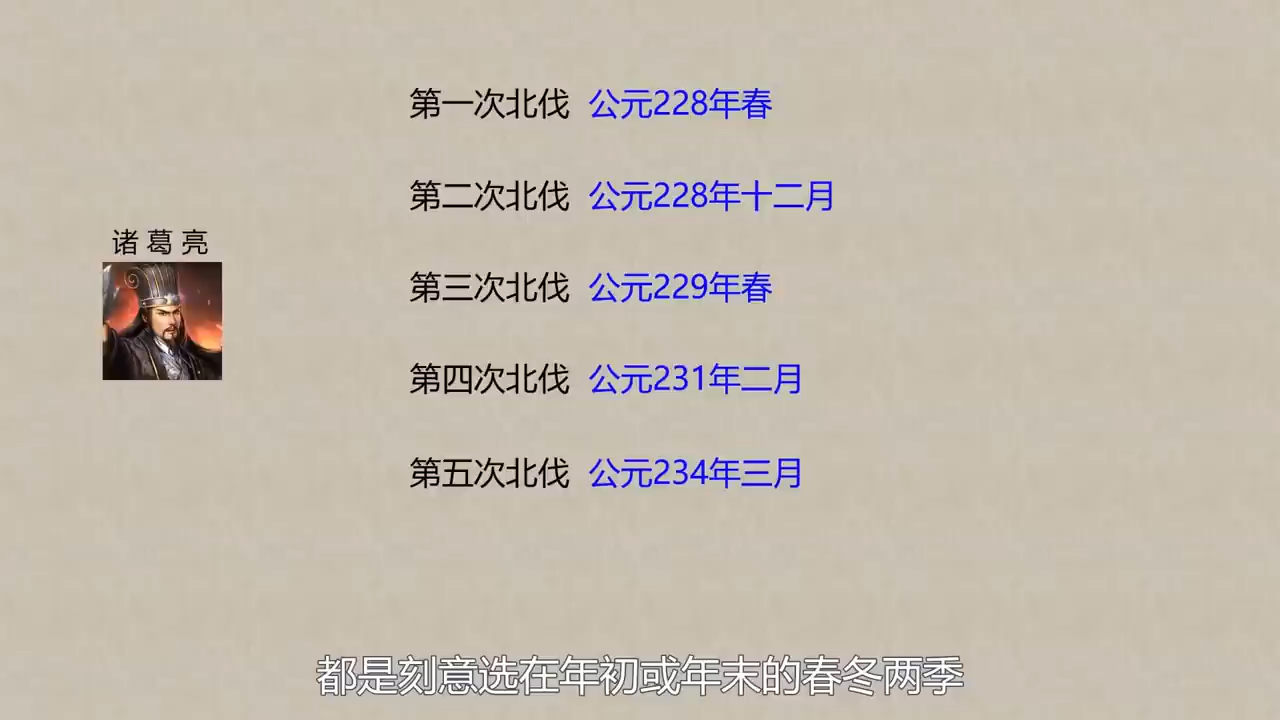 第一次北伐 公元228年春
第二次北伐 公元228年十二月
诸葛亮
第三次北伐 公元229年春
第四次北伐 公元231年二月
第五次北伐 公元234年三月
都是刻意选在年初或年末的春冬两季